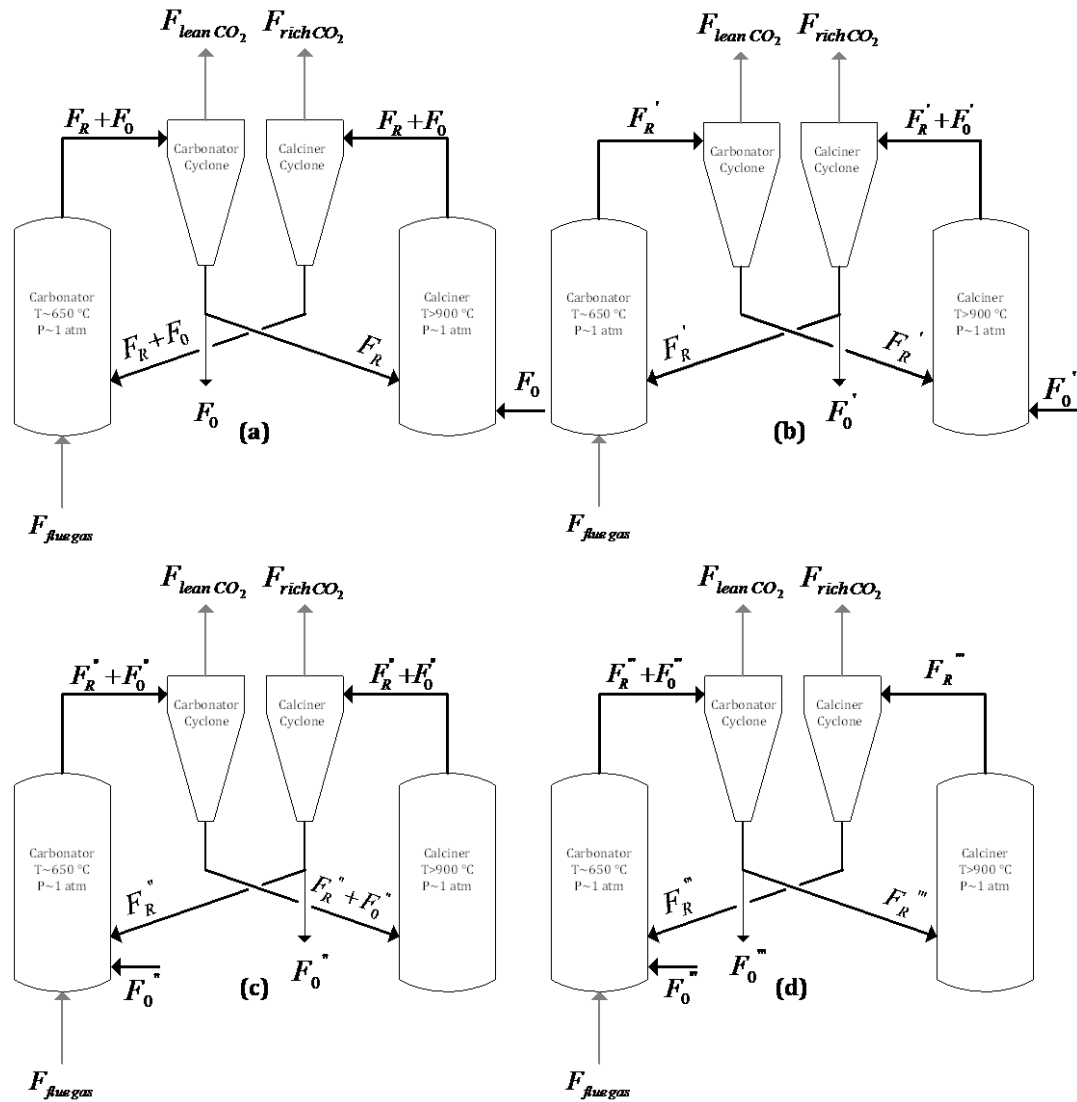 F_lean CO2 F_rich CO2
F_R + F_0
F_R + F_0
Carbonator
Cyclone
Calciner
Cyclone
Carbonator
T~650 °C
P~1 atm
Calciner
T>900 °C
P~1 atm
F_R + F_0
F_R
F_0
F_0
(a)
F_flue gas
F_lean CO2 F_rich CO2
F_R'
F_R' + F_0'
Carbonator
Cyclone
Calciner
Cyclone
Carbonator
T~650 °C
P~1 atm
Calciner
T>900 °C
P~1 atm
F_R'
F_R'
F_0'
F_0'
(b)
F_flue gas
F_lean CO2 F_rich CO2
F_R'' + F_0''
F_R'' + F_0''
Carbonator
Cyclone
Calciner
Cyclone
Carbonator
T~650 °C
P~1 atm
Calciner
T>900 °C
P~1 atm
F_R''
F_R'' + F_0''
F_0''
F_0''
(c)
F_flue gas
F_lean CO2 F_rich CO2
F_R''' + F_0'''
F_R'''
Carbonator
Cyclone
Calciner
Cyclone
Carbonator
T~650 °C
P~1 atm
Calciner
T>900 °C
P~1 atm
F_R'''
F_R'''
F_0'''
F_0'''
(d)
F_flue gas